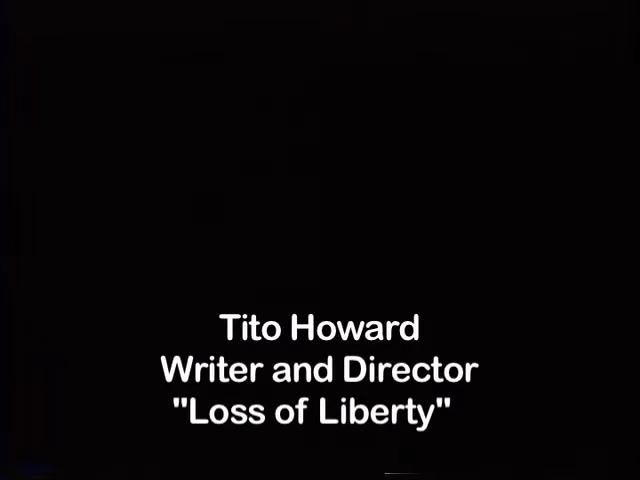 Tito Howard
Writer and Director
"Loss of Liberty"